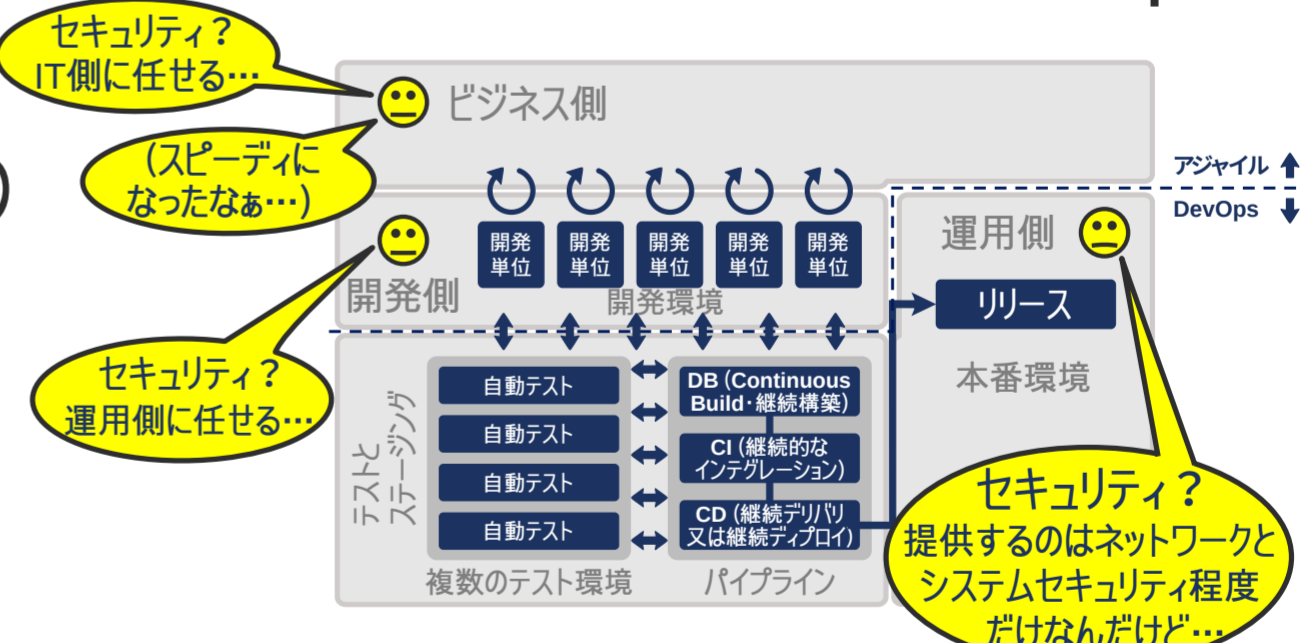 セキュリティ？
IT側に任せる…
ビジネス側
(スピーディに
なったなぁ…)
アジャイル
DevOps
開発
単位
開発
単位
開発
単位
開発
単位
開発
単位
開発側
開発環境
運用側
リリース
本番環境
セキュリティ？
運用側に任せる…
テストと
ステージング
自動テスト
自動テスト
自動テスト
自動テスト
複数のテスト環境
DB (Continuous
Build･継続構築)
CI (継続的な
インテグレーション)
CD (継続デリバリ
又は継続ディプロイ)
パイプライン
セキュリティ？
提供するのはネットワークと
システムセキュリティ程度
だけなんだけど…